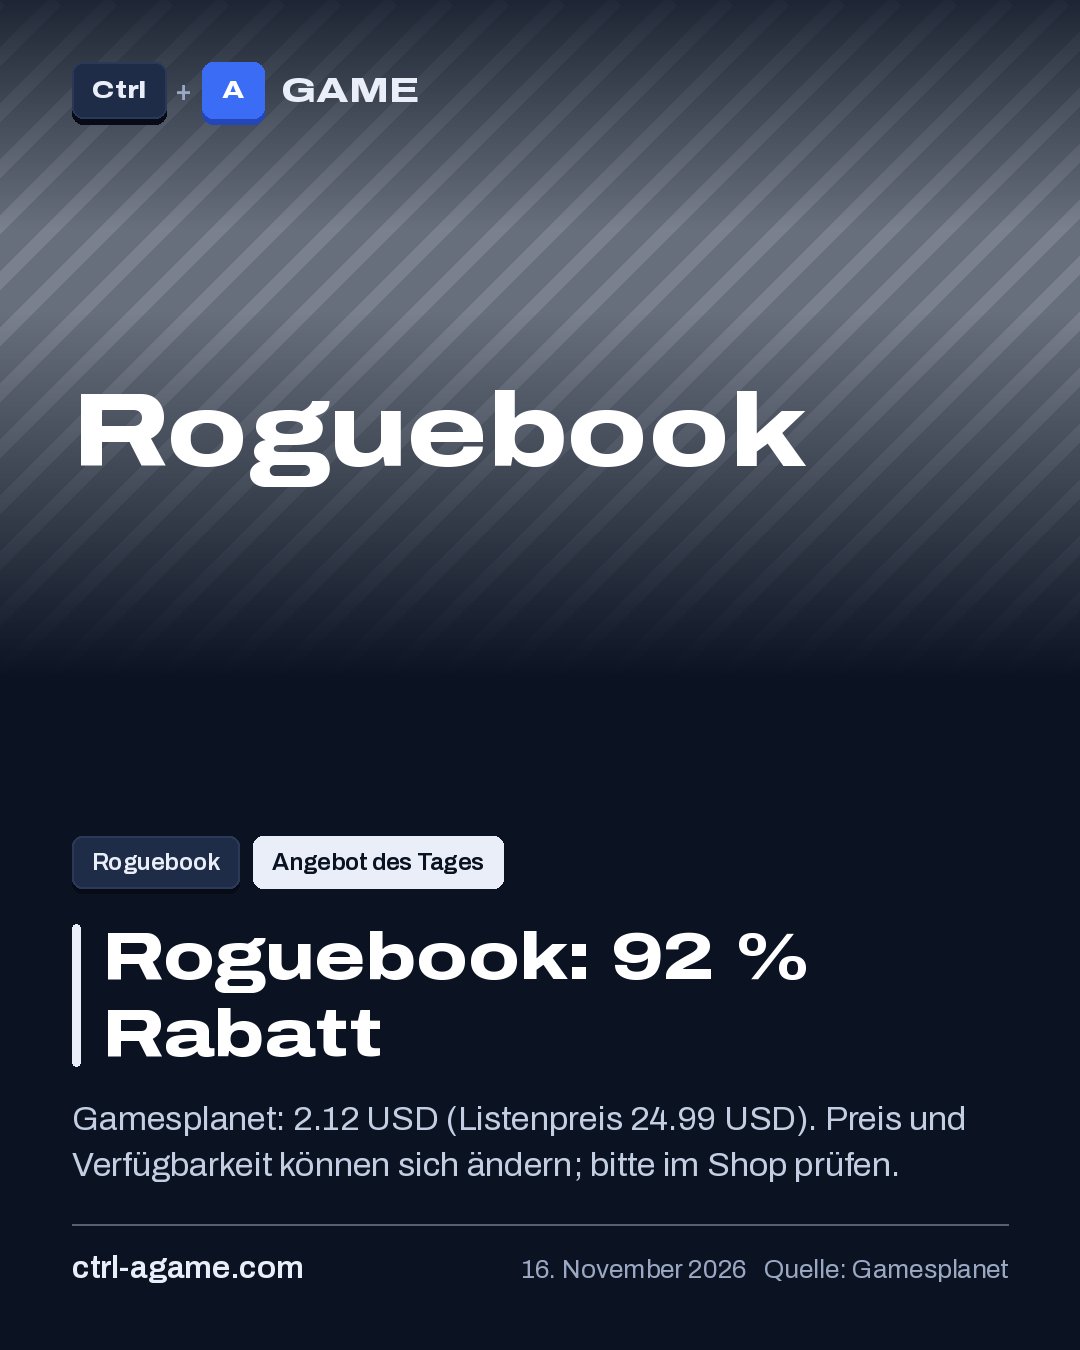 Ctrl + A GAME
Roguebook
Roguebook Angebot des Tages
Roguebook: 92 %
Rabatt
Gamesplanet: 2.12 USD (Listenpreis 24.99 USD). Preis und
Verfügbarkeit können sich ändern; bitte im Shop prüfen.
ctrl-agame.com 16. November 2026 Quelle: Gamesplanet